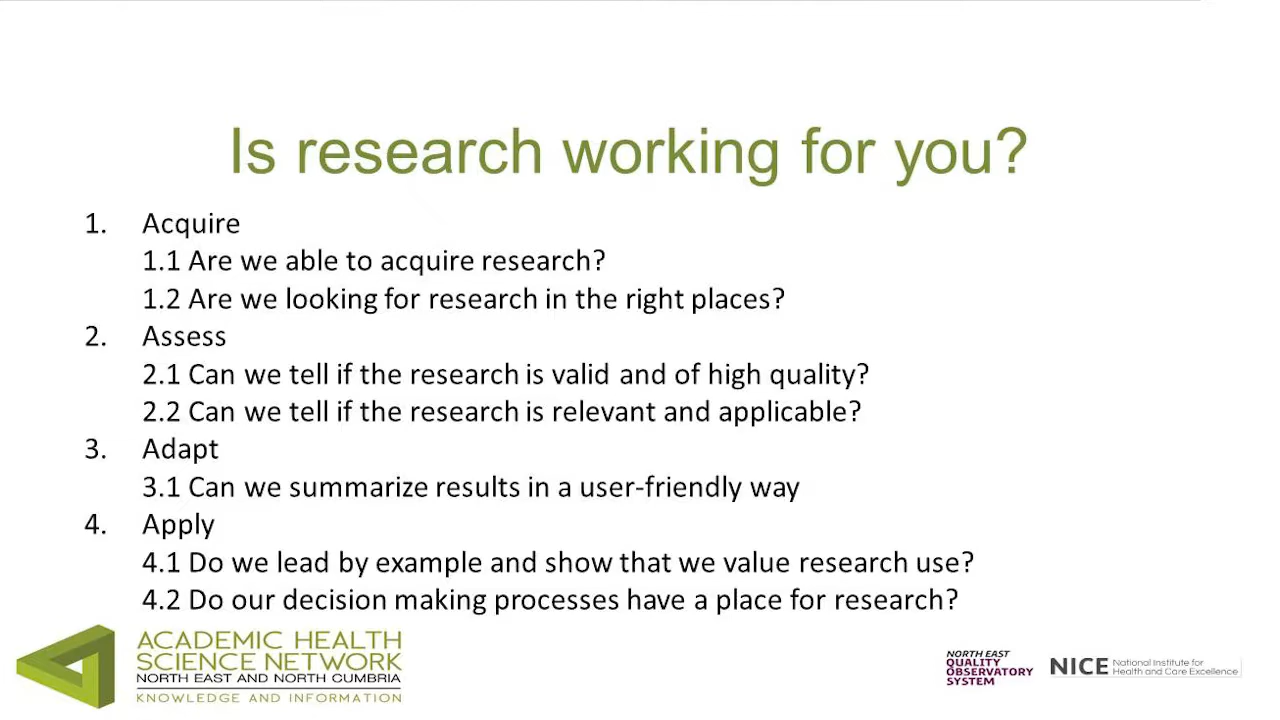 Is research working for you?
1. Acquire
1.1 Are we able to acquire research?
1.2 Are we looking for research in the right places?
2. Assess
2.1 Can we tell if the research is valid and of high quality?
2.2 Can we tell if the research is relevant and applicable?
3. Adapt
3.1 Can we summarize results in a user-friendly way
4. Apply
4.1 Do we lead by example and show that we value research use?
4.2 Do our decision making processes have a place for research?
ACADEMIC HEALTH
SCIENCE NETWORK
NORTH EAST AND NORTH CUMBRIA
KNOWLEDGE AND INFORMATION
NORTH EAST
QUALITY
OBSERVATORY
SYSTEM
NICE National Institute for
Health and Care Excellence